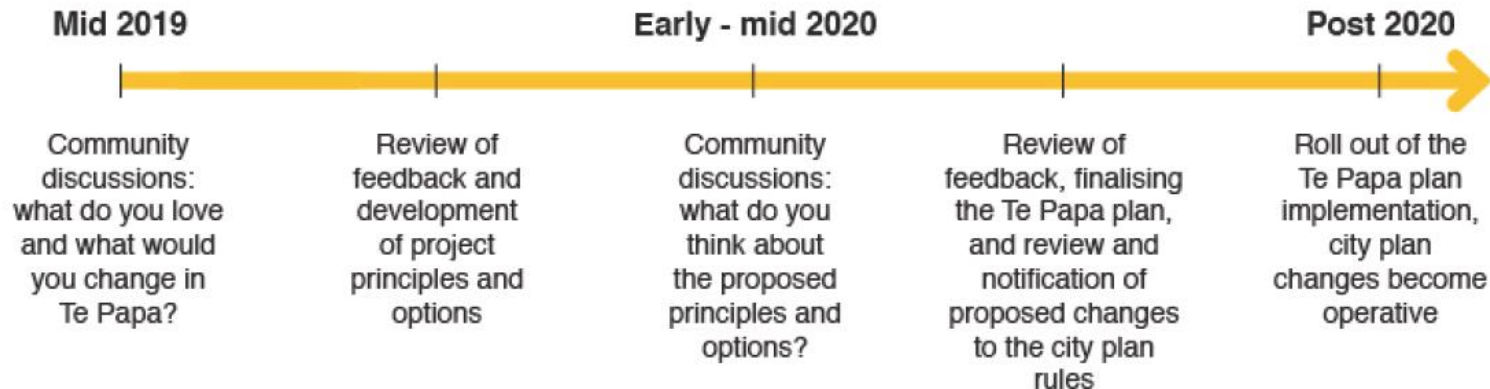 Mid 2019
Early - mid 2020
Post 2020
Community
discussions:
what do you love
and what would
you change in
Te Papa?
Review of
feedback and
development
of project
principles and
options
Community
discussions:
what do you
think about
the proposed
principles and
options?
Review of
feedback, finalising
the Te Papa plan,
and review and
notification of
proposed changes
to the city plan
rules
Roll out of the
Te Papa plan
implementation,
city plan
changes become
operative